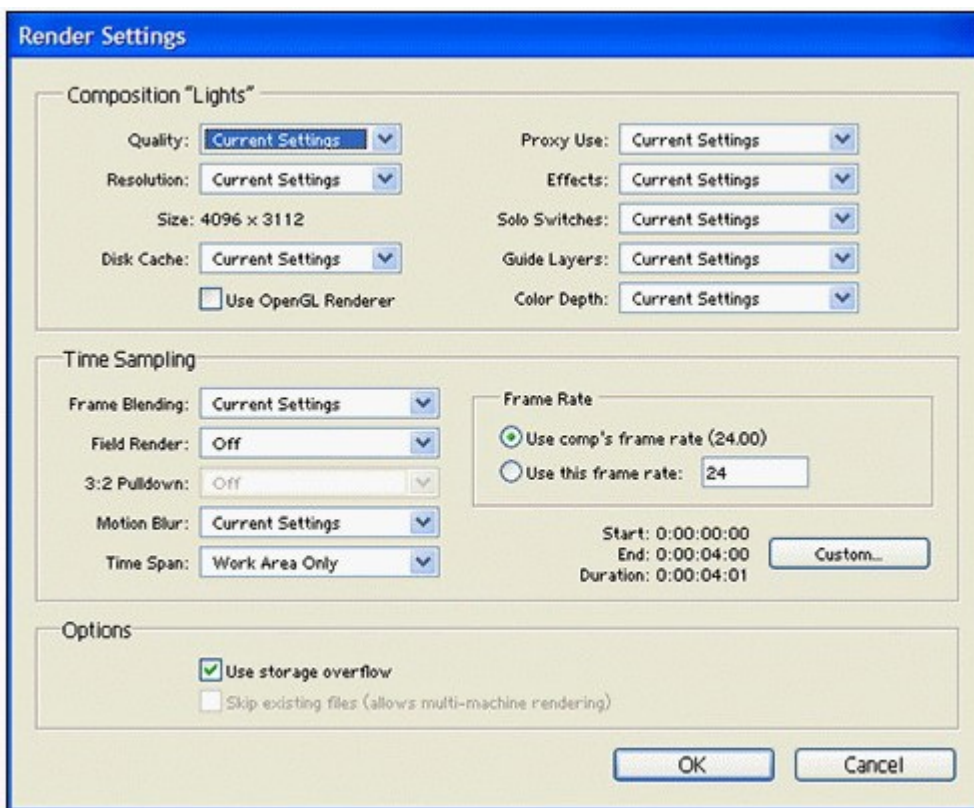 Render Settings
Composition "Lights"
Quality: Current Settings
Resolution: Current Settings
Size: 4096 x 3112
Disk Cache: Current Settings
Use OpenGL Renderer
Proxy Use: Current Settings
Effects: Current Settings
Solo Switches: Current Settings
Guide Layers: Current Settings
Color Depth: Current Settings
Time Sampling
Frame Blending: Current Settings
Field Render: Off
3:2 Pulldown: Off
Motion Blur: Current Settings
Time Span: Work Area Only
Frame Rate
Use comp's frame rate (24.00)
Use this frame rate: 24
Start: 0:00:00:00
End: 0:00:04:00
Duration: 0:00:04:01
Custom...
Options
Use storage overflow
Skip existing files (allows multi-machine rendering)
OK Cancel